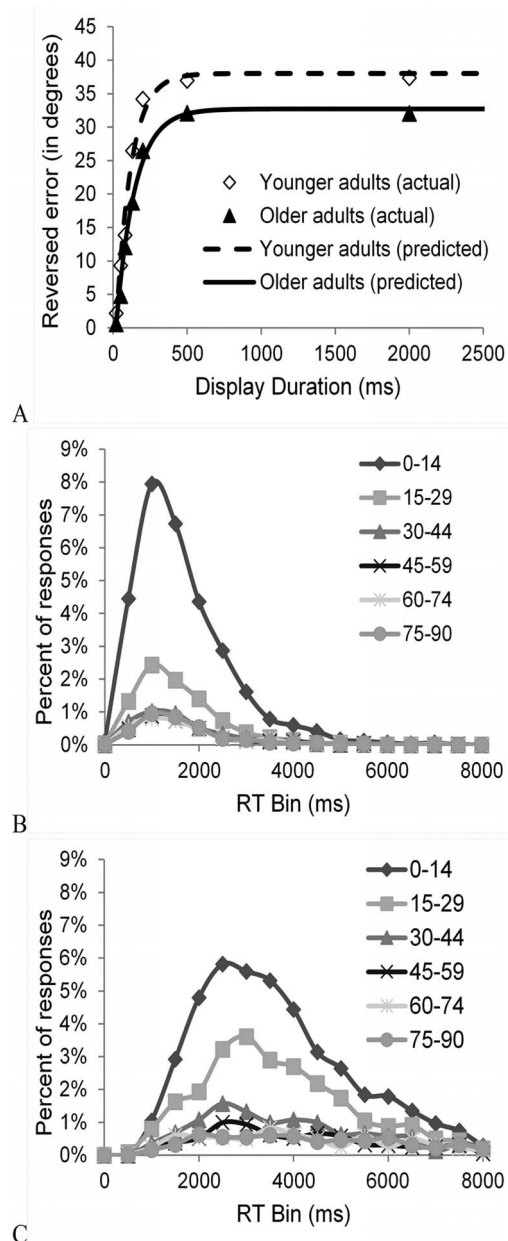 45
40
35
30
25
20
15
10
5
0
Reversed error (in degrees)
Younger adults (actual)
Older adults (actual)
Younger adults (predicted)
Older adults (predicted)
0 500 1000 1500 2000 2500
Display Duration (ms)
A
9%
8%
7%
6%
5%
4%
3%
2%
1%
0%
Percent of responses
0-14
15-29
30-44
45-59
60-74
75-90
0 2000 4000 6000 8000
RT Bin (ms)
B
9%
8%
7%
6%
5%
4%
3%
2%
1%
0%
Percent of responses
0-14
15-29
30-44
45-59
60-74
75-90
0 2000 4000 6000 8000
RT Bin (ms)
C